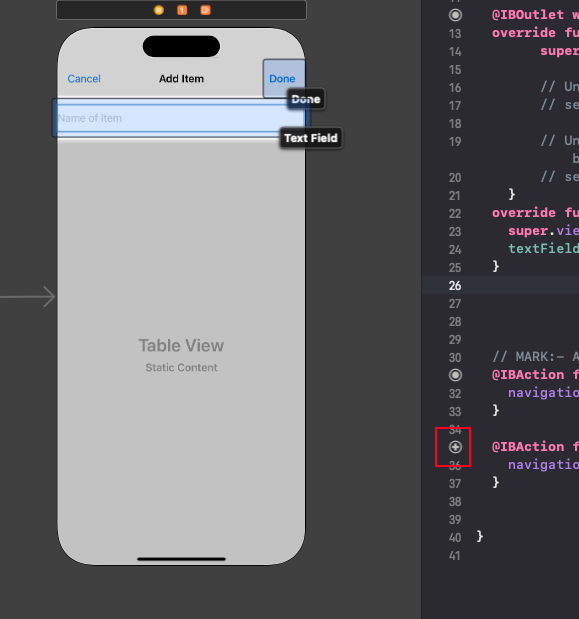 Cancel
Add Item
Done
Done
Name of Item
Text Field
Table View
Static Content
@IBOutlet w
13 override fu
14 super
15
16 // Un
17 // se
18
19 // Un
b
20 // se
21 }
22 override fu
23 super.vie
24 textField
25 }
26
27
28
29
30 // MARK:- A
@IBAction f
32 navigatio
33 }
34
@IBAction f
36 navigatio
37 }
38
39
40 }
41